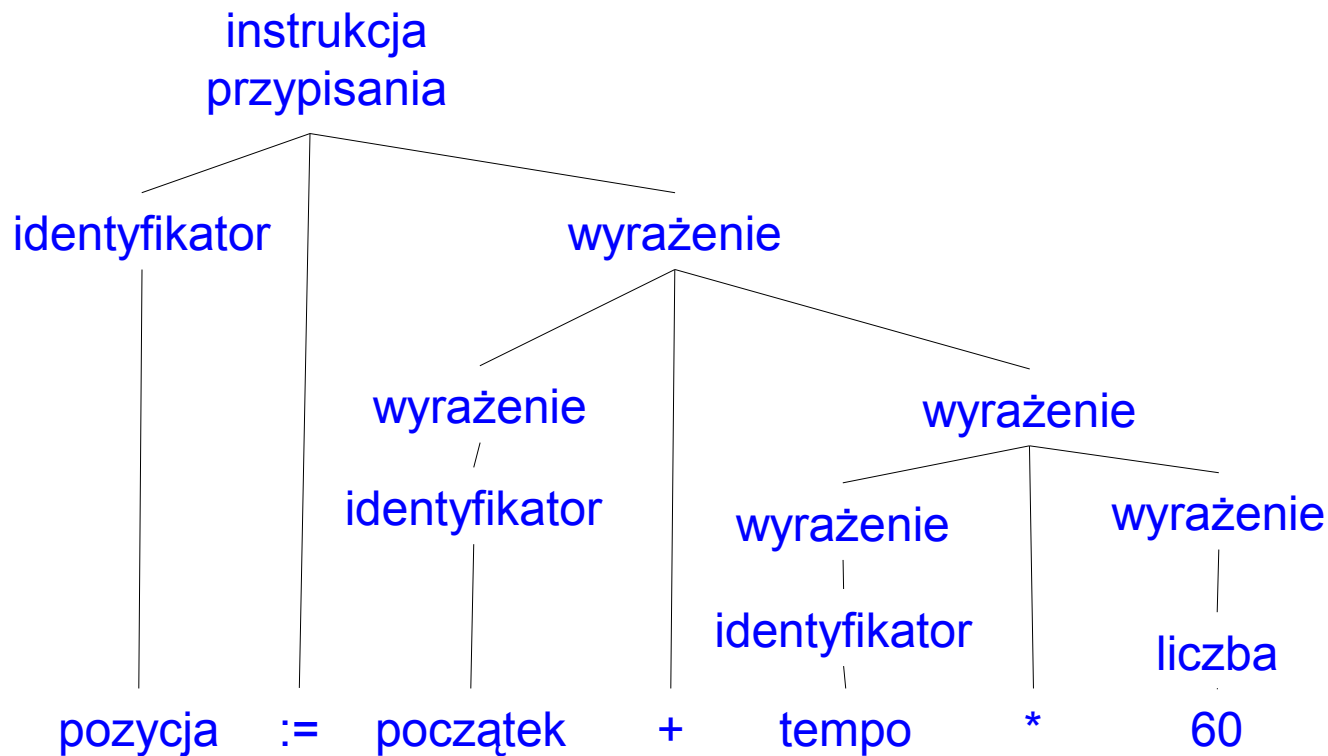 instrukcja
przypisania
identyfikator wyrażenie
wyrażenie wyrażenie
identyfikator wyrażenie wyrażenie
identyfikator liczba
pozycja := początek + tempo * 60